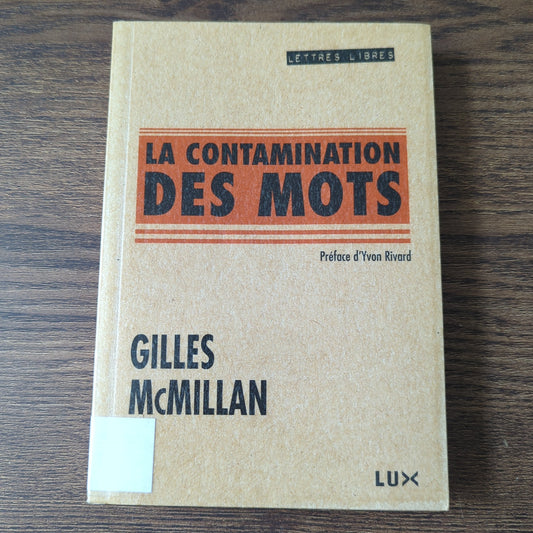 LETTRES LIBRES
LA CONTAMINATION
DES MOTS
Préface d'Yvon Rivard
GILLES
McMILLAN
LUX